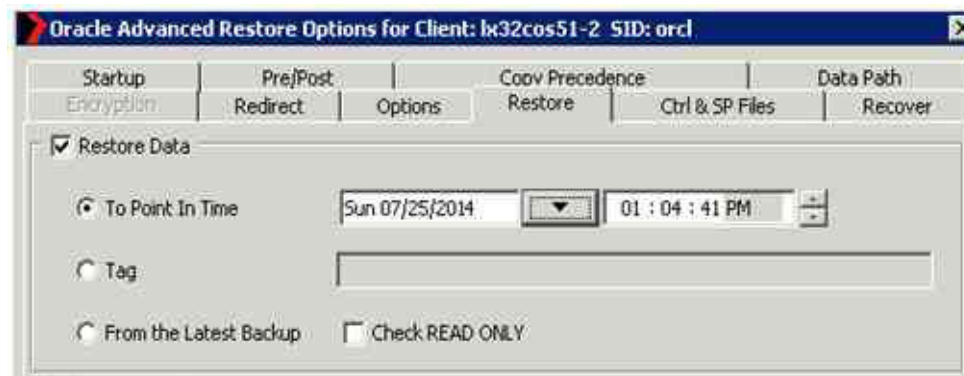 Oracle Advanced Restore Options for Client: lx32cos51-2 SID: orcl
Startup Pre/Post Copy Precedence Data Path
Encryption Redirect Options Restore Ctrl & SP Files Recover
Restore Data
To Point In Time Sun 07/25/2014 01 : 04 : 41 PM
Tag
From the Latest Backup Check READ ONLY